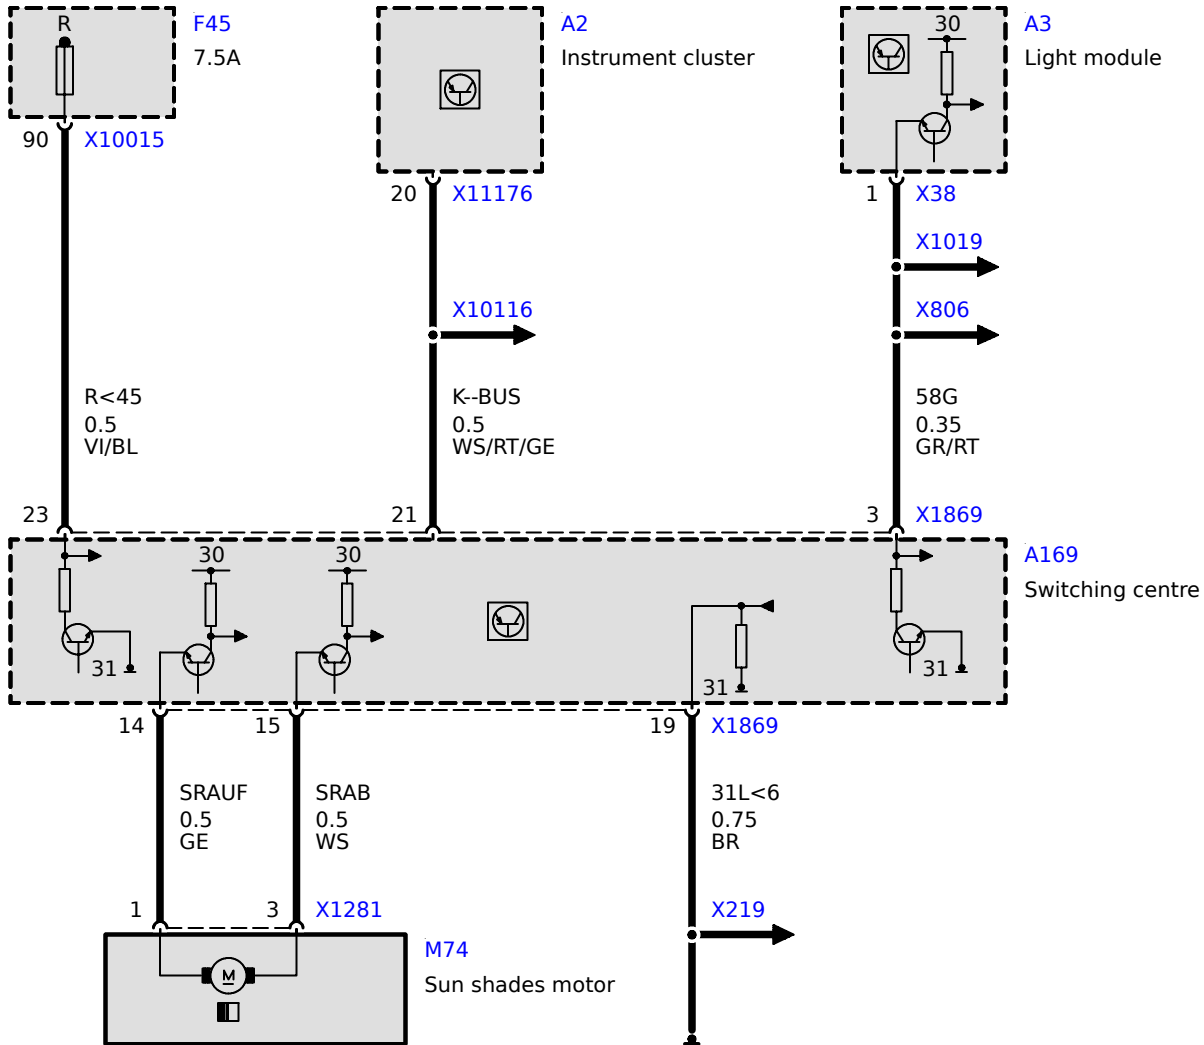 R
F45
7.5A
A2
Instrument cluster
30
A3
Light module
90
X10015
20
X11176
1
X38
X1019
X10116
X806
R<45
0.5
VI/BL
K--BUS
0.5
WS/RT/GE
58G
0.35
GR/RT
23
21
3
X1869
30
30
A169
Switching centre
31
31
31
14
15
19
X1869
SRAUF
0.5
GE
SRAB
0.5
WS
31L<6
0.75
BR
1
3
X1281
X219
M74
Sun shades motor
M